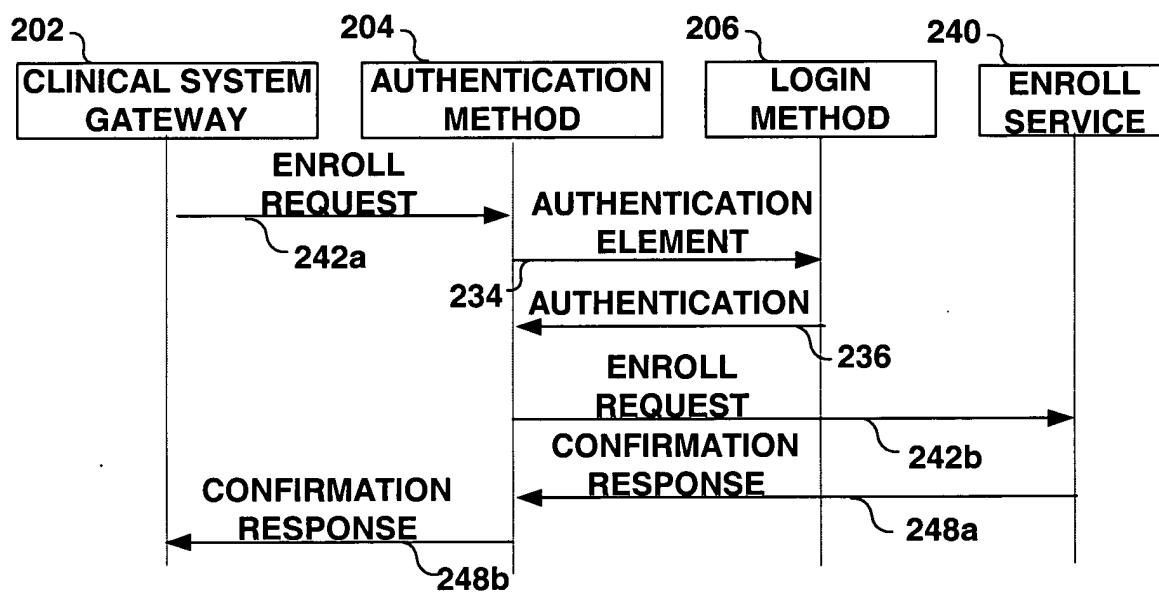 202
204
206
240
CLINICAL SYSTEM
GATEWAY
AUTHENTICATION
METHOD
LOGIN
METHOD
ENROLL
SERVICE
ENROLL
REQUEST
242a
AUTHENTICATION
ELEMENT
234
AUTHENTICATION
236
ENROLL
REQUEST
242b
CONFIRMATION
RESPONSE
248a
CONFIRMATION
RESPONSE
248b